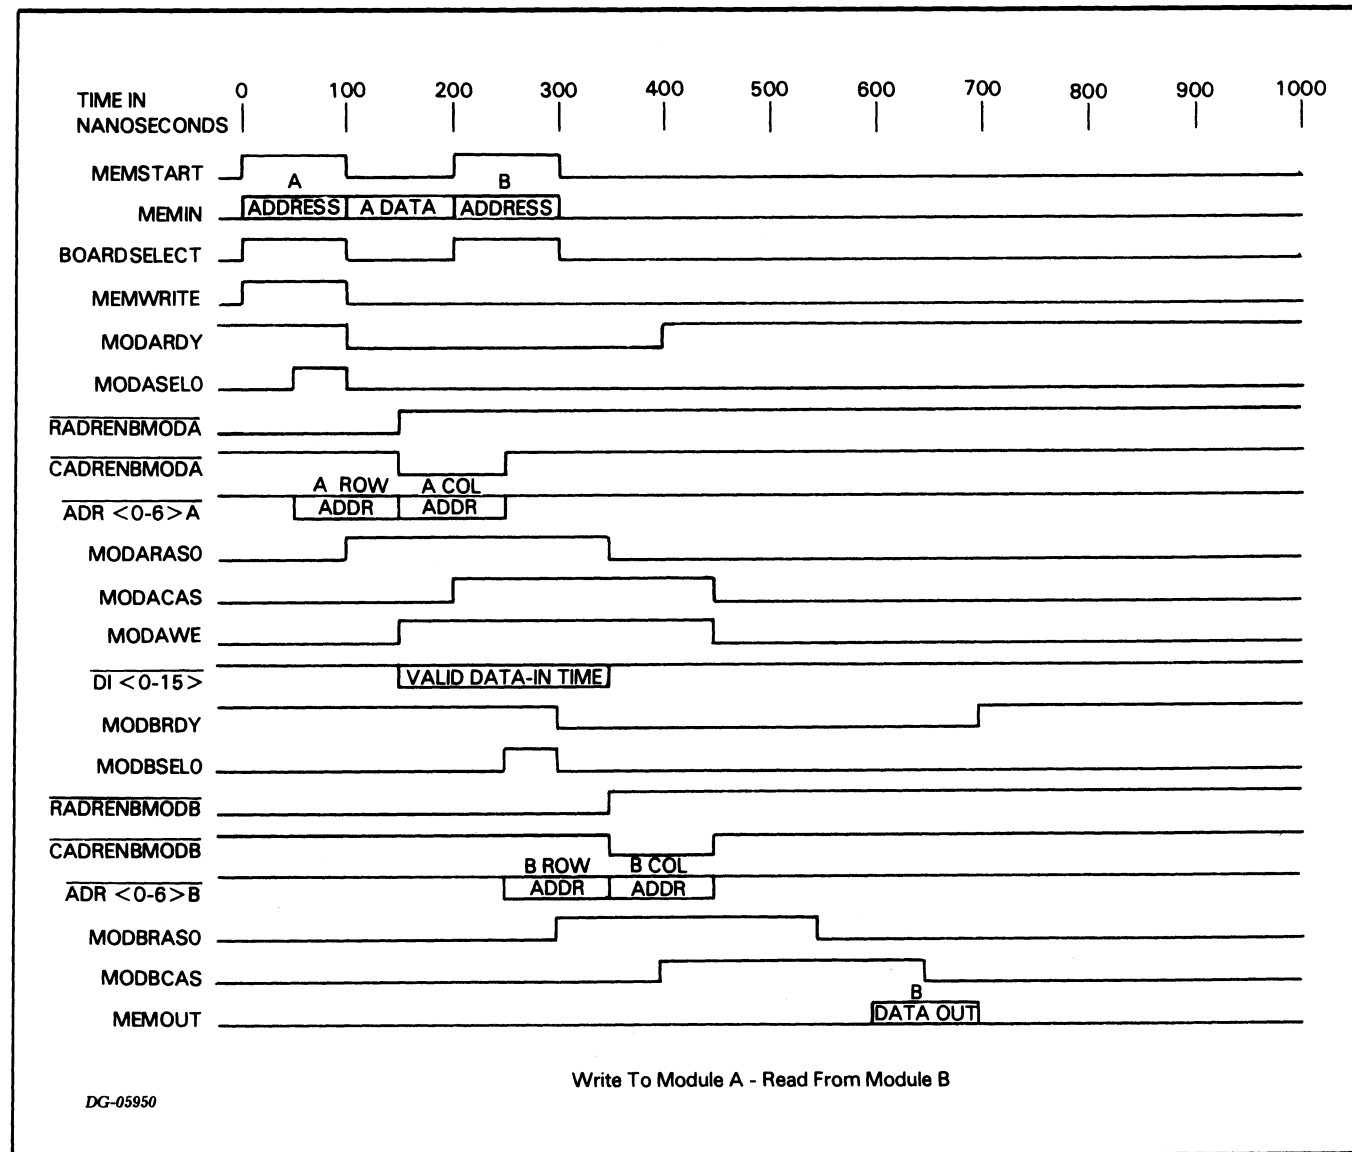 0 100 200 300 400 500 600 700 800 900 1000
TIME IN
NANOSECONDS
MEMSTART
A B
MEMIN ADDRESS A DATA ADDRESS
BOARDSELECT
MEMWRITE
MODARDY
MODASEL0
RADRENBMODA
CADRENBMODA
A ROW A COL
ADR <0-6>A ADDR ADDR
MODARAS0
MODACAS
MODAWE
DI <0-15> VALID DATA-IN TIME
MODBRDY
MODBSEL0
RADRENBMODB
CADRENBMODB
B ROW B COL
ADR <0-6>B ADDR ADDR
MODBRAS0
MODBCAS
B
MEMOUT DATA OUT
Write To Module A - Read From Module B
DG-05950